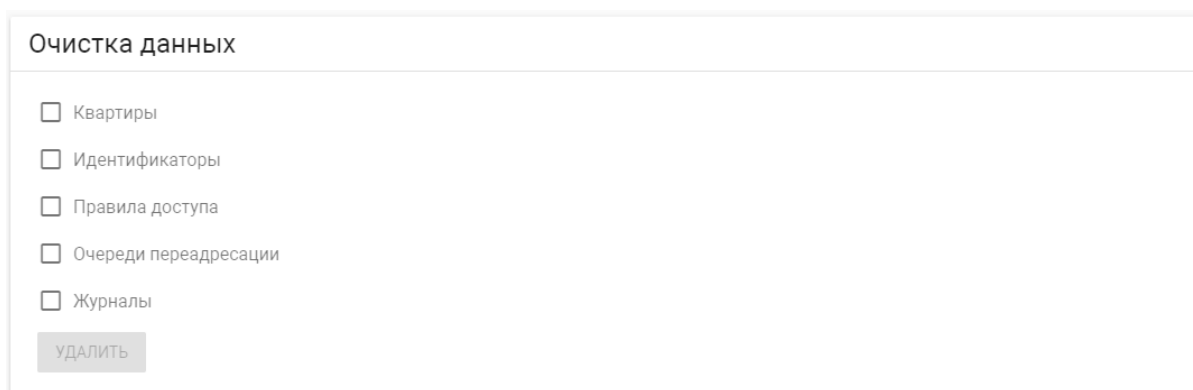 Очистка данных
Квартиры
Идентификаторы
Правила доступа
Очереди переадресации
Журналы
УДАЛИТЬ